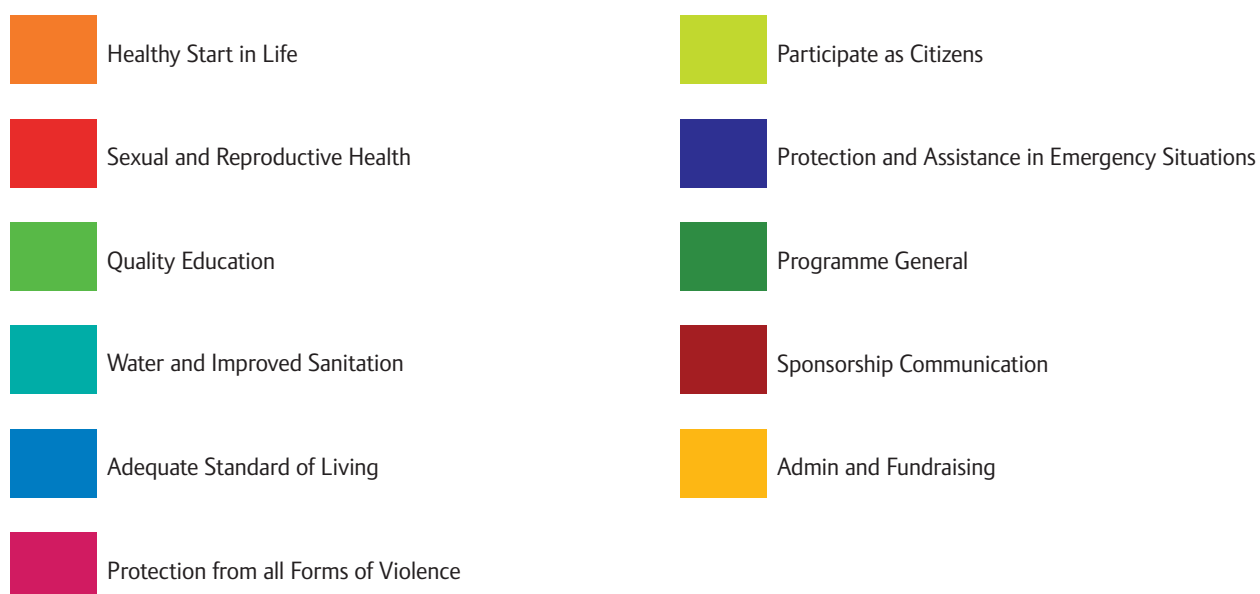 Healthy Start in Life
Sexual and Reproductive Health
Quality Education
Water and Improved Sanitation
Adequate Standard of Living
Protection from all Forms of Violence
Participate as Citizens
Protection and Assistance in Emergency Situations
Programme General
Sponsorship Communication
Admin and Fundraising